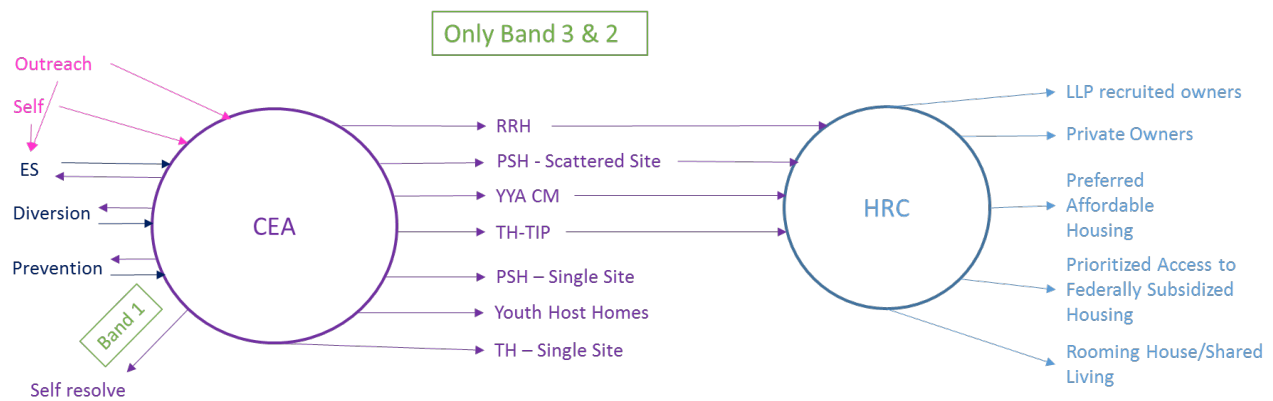 Only Band 3 & 2
Outreach
Self
ES
Diversion
Prevention
Band 1
Self resolve
CEA
RRH
PSH - Scattered Site
YYA CM
TH-TIP
PSH – Single Site
Youth Host Homes
TH – Single Site
HRC
LLP recruited owners
Private Owners
Preferred
Affordable
Housing
Prioritized Access to
Federally Subsidized
Housing
Rooming House/Shared
Living